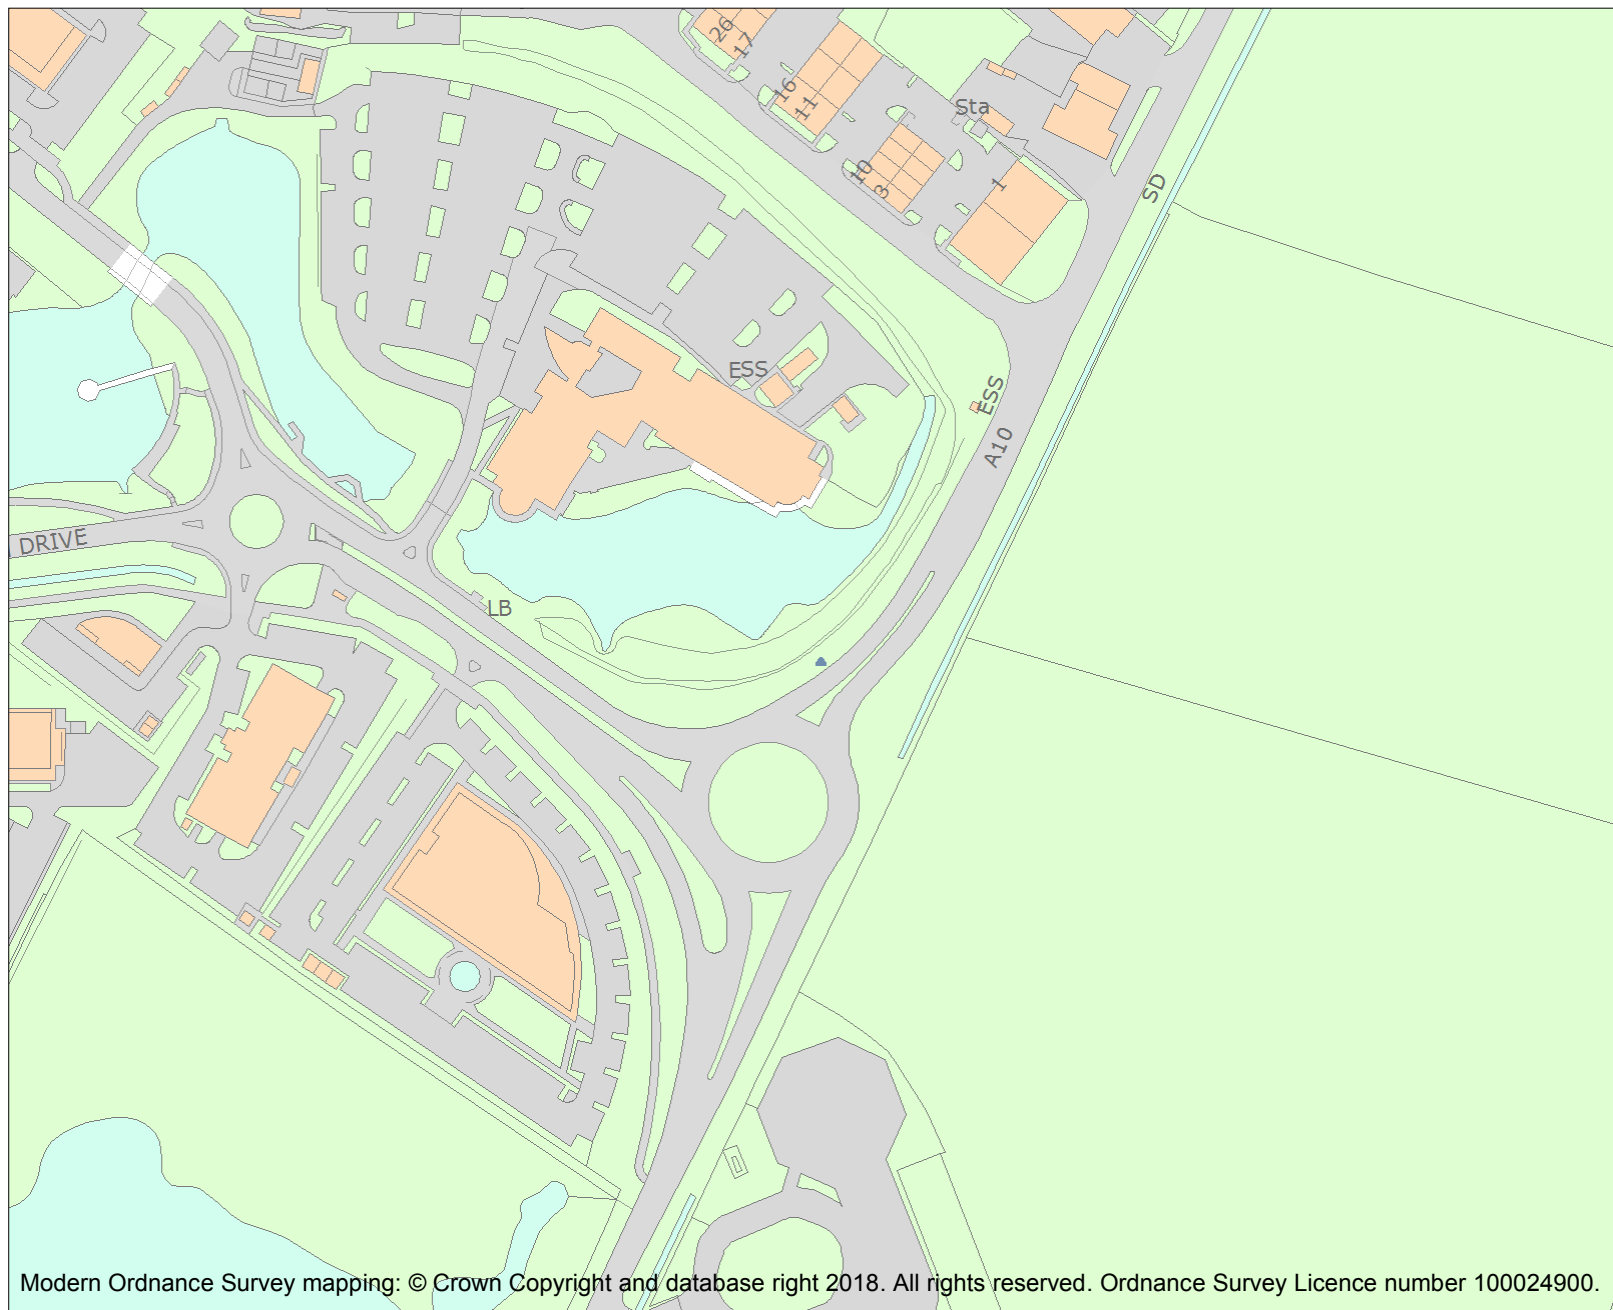 26
17
16
11
Sta
10
3
1
SD
ESS
ESS
A10
DRIVE
LB
Modern Ordnance Survey mapping: © Crown Copyright and database right 2018. All rights reserved. Ordnance Survey Licence number 100024900.